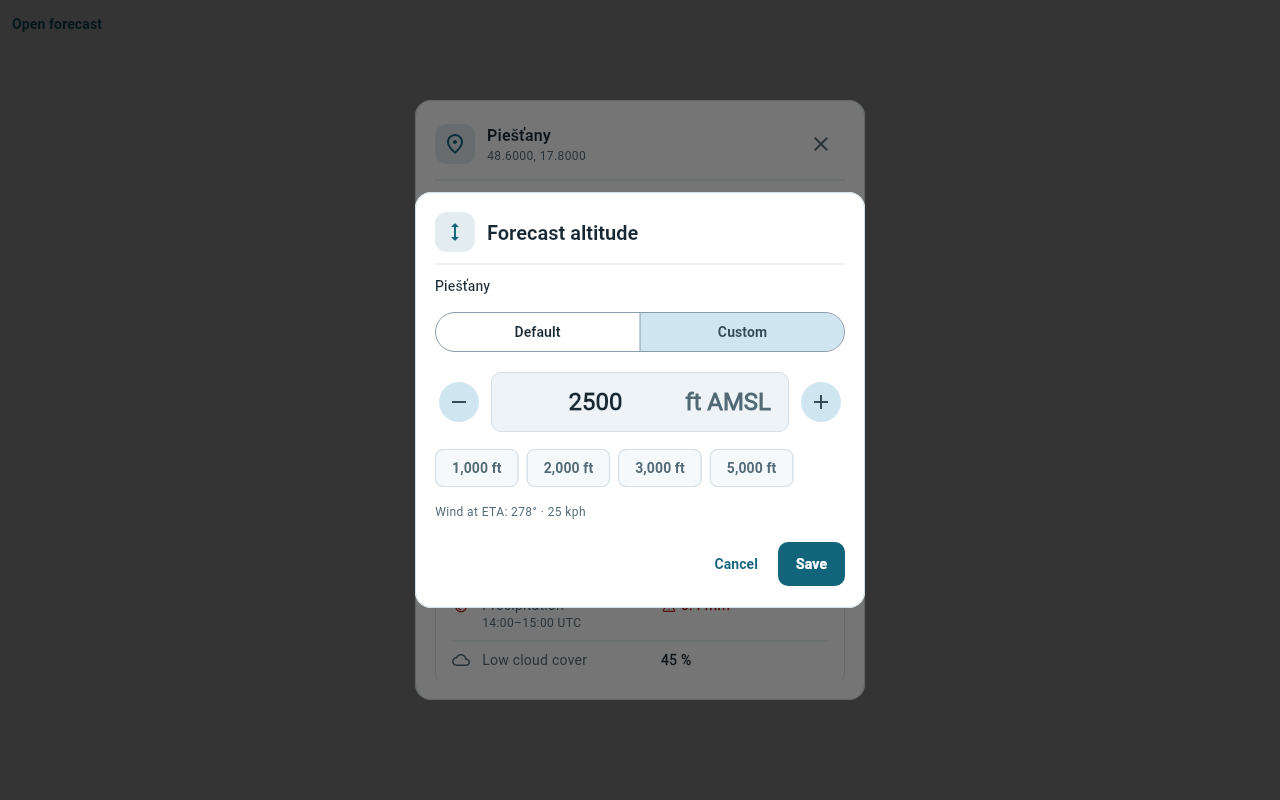 Open forecast
Piešťany
48.6000, 17.8000
Forecast altitude
Piešťany
Default Custom
2500 ft AMSL
1,000 ft 2,000 ft 3,000 ft 5,000 ft
Wind at ETA: 278° · 25 kph
Cancel Save
14:00–15:00 UTC
Low cloud cover 45 %